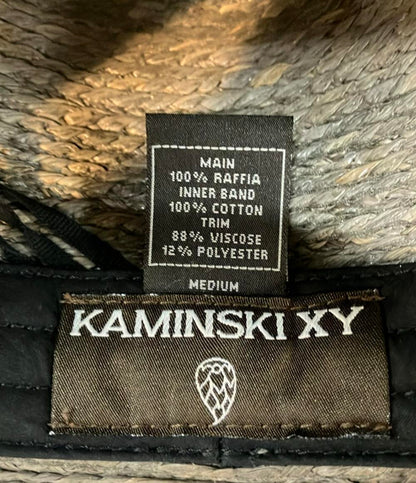 MAIN
100% RAFFIA
INNER BAND
100% COTTON
TRIM
88% VISCOSE
12% POLYESTER
MEDIUM
KAMINSKI XY